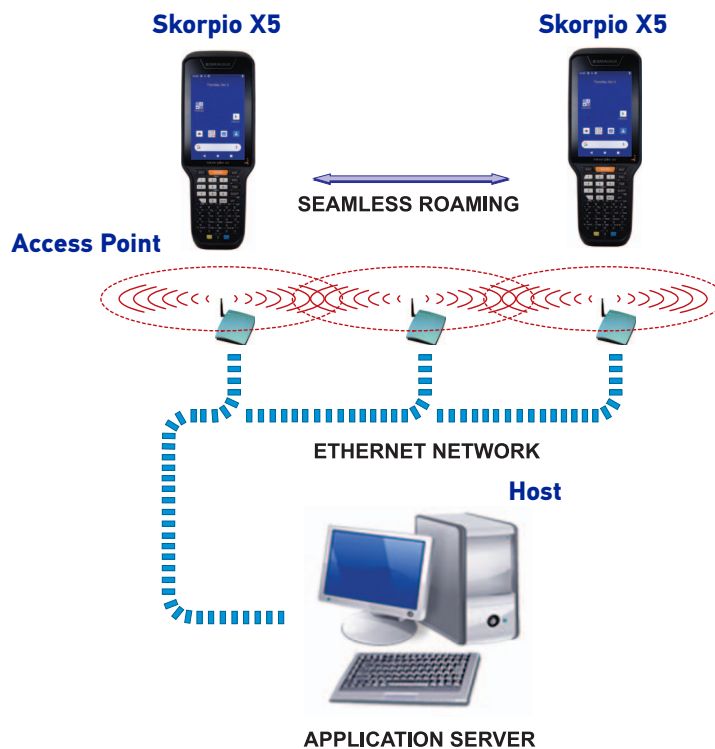 Skorpio X5
Skorpio X5
SEAMLESS ROAMING
Access Point
ETHERNET NETWORK
Host
APPLICATION SERVER